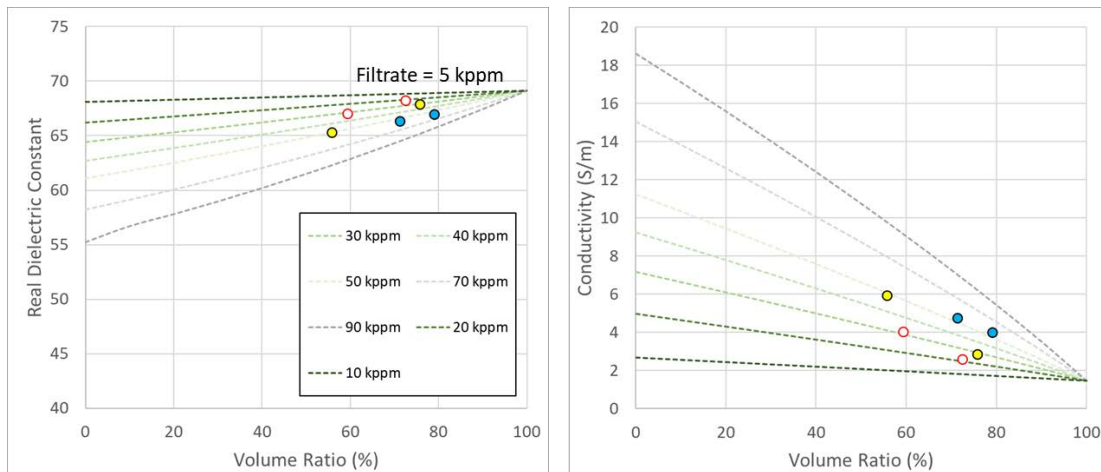 75
70
65
60
55
50
45
40
Real Dielectric Constant
Filtrate = 5 kppm
30 kppm 40 kppm
50 kppm 70 kppm
90 kppm 20 kppm
10 kppm
0 20 40 60 80 100
Volume Ratio (%)
20
18
16
14
12
10
8
6
4
2
0
Conductivity (S/m)
0 20 40 60 80 100
Volume Ratio (%)